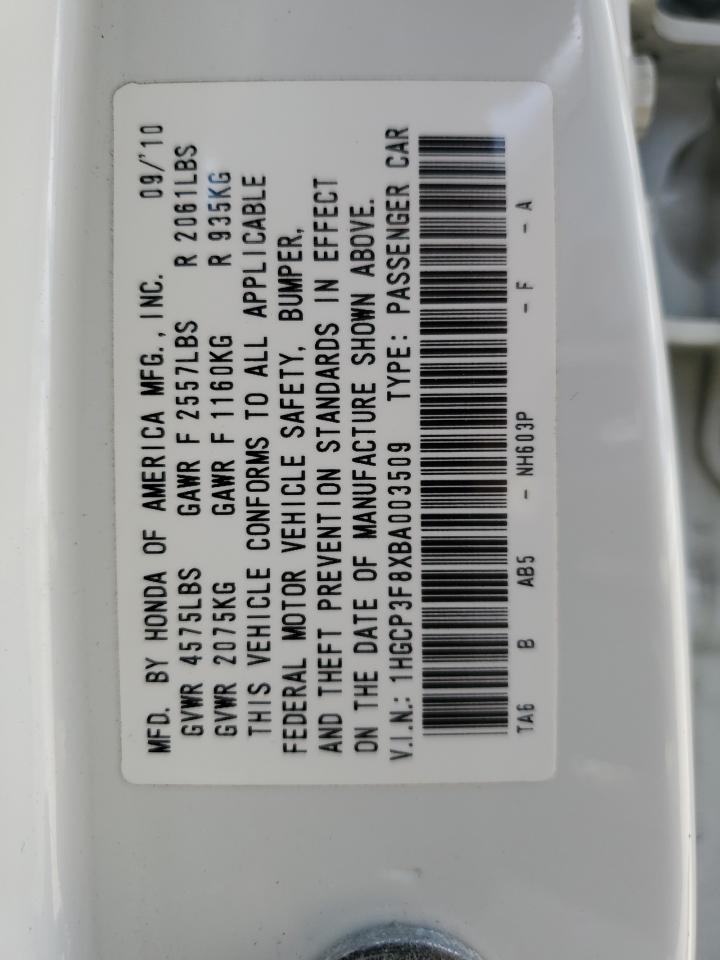 MFD. BY HONDA OF AMERICA MFG., INC. 09/'10
GVWR 4575LBS GAWR F 2557LBS R 2061LBS
GVWR 2075KG GAWR F 1160KG R 935KG
THIS VEHICLE CONFORMS TO ALL APPLICABLE
FEDERAL MOTOR VEHICLE SAFETY, BUMPER,
AND THEFT PREVENTION STANDARDS IN EFFECT
ON THE DATE OF MANUFACTURE SHOWN ABOVE.
V.I.N.: 1HGCP3F8XBA003509 TYPE: PASSENGER CAR
TA6 B AB5 - NH603P - F - A